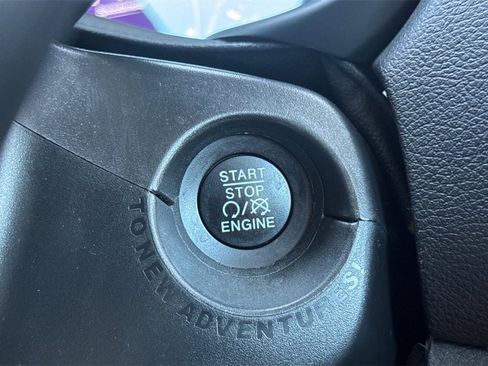 START
STOP
ENGINE
TO NEW ADVENTURES!